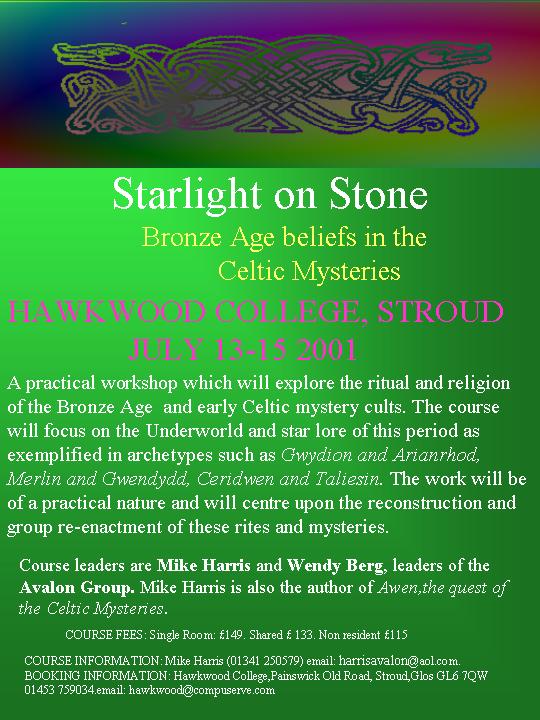 Starlight on Stone
Bronze Age beliefs in the
Celtic Mysteries
HAWKWOOD COLLEGE, STROUD
JULY 13-15 2001
A practical workshop which will explore the ritual and religion
of the Bronze Age and early Celtic mystery cults. The course
will focus on the Underworld and star lore of this period as
exemplified in archetypes such as Gwydion and Arianrhod,
Merlin and Gwendydd, Ceridwen and Taliesin. The work will be
of a practical nature and will centre upon the reconstruction and
group re-enactment of these rites and mysteries.
Course leaders are Mike Harris and Wendy Berg, leaders of the
Avalon Group. Mike Harris is also the author of Awen,the quest of
the Celtic Mysteries.
COURSE FEES: Single Room: £149. Shared £ 133. Non resident £115
COURSE INFORMATION: Mike Harris (01341 250579) email: harrisavalon@aol.com.
BOOKING INFORMATION: Hawkwood College,Painswick Old Road, Stroud,Glos GL6 7QW
01453 759034.email: hawkwood@compuserve.com